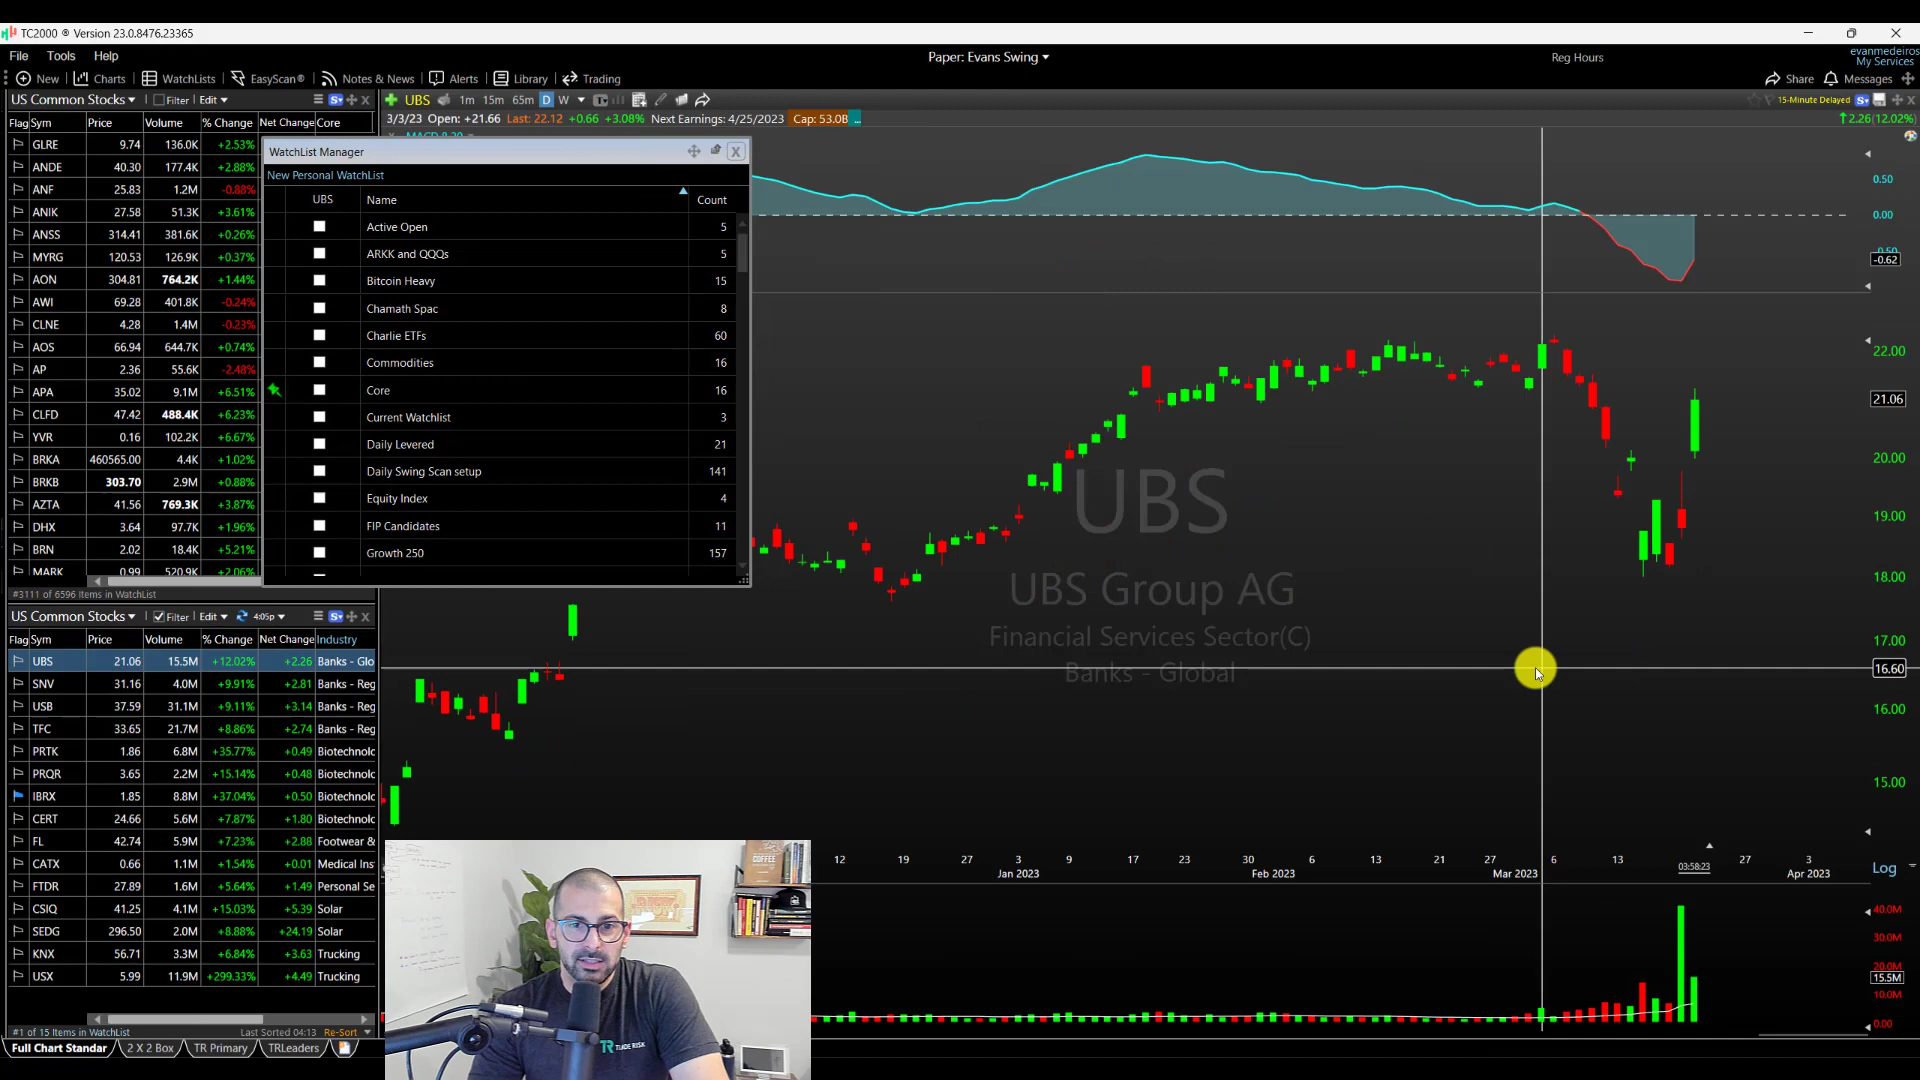 TC2000 ® Version 23.0.8476.23365
File Tools Help
Paper: Evans Swing
Reg Hours
evanmedeiros
My Services
New Charts WatchLists EasyScan® Notes & News Alerts Library Trading
Share Messages
US Common Stocks Filter Edit
UBS 1m 15m 65m D W
15-Minute Delayed
Flag Sym Price Volume % Change Net Change Core
3/3/23 Open: +21.66 Last: 22.12 +0.66 +3.08% Next Earnings: 4/25/2023 Cap: 53.0B ...
2.26(12.02%)
GLRE 9.74 136.0K +2.53%
ANDE 40.30 177.4K +2.88%
ANF 25.83 1.2M -0.88%
ANIK 27.58 51.3K +3.61%
ANSS 314.41 381.6K +0.26%
MYRG 120.53 126.9K +0.37%
AON 304.81 764.2K +1.44%
AWI 69.28 401.8K -0.24%
CLNE 4.28 1.4M -0.23%
AOS 66.94 644.7K +0.74%
AP 2.36 55.6K -2.48%
APA 35.02 9.1M +6.51%
CLFD 47.42 488.4K +6.23%
YVR 0.16 102.2K +6.67%
BRKA 460565.00 4.4K +1.02%
BRKB 303.70 2.9M +0.88%
AZTA 41.56 769.3K +3.87%
DHX 3.64 97.7K +1.96%
BRN 2.02 18.4K +5.21%
MARK 0.99 520.9K +2.06%
#3111 of 6596 Items in WatchList
WatchList Manager
New Personal WatchList
UBS Name Count
Active Open 5
ARKK and QQQs 5
Bitcoin Heavy 15
Chamath Spac 8
Charlie ETFs 60
Commodities 16
Core 16
Current Watchlist 3
Daily Levered 21
Daily Swing Scan setup 141
Equity Index 4
FIP Candidates 11
Growth 250 157
0.50
0.00
-0.50
-0.62
22.00
21.06
20.00
19.00
18.00
17.00
16.60
16.00
15.00
UBS
UBS Group AG
Financial Services Sector(C)
Banks - Global
US Common Stocks Filter Edit 4:05p
Flag Sym Price Volume % Change Net Change Industry
UBS 21.06 15.5M +12.02% +2.26 Banks - Glo
SNV 31.16 4.0M +9.91% +2.81 Banks - Reg
USB 37.59 31.1M +9.11% +3.14 Banks - Reg
TFC 33.65 21.7M +8.86% +2.74 Banks - Reg
PRTK 1.86 6.8M +35.77% +0.49 Biotechnolc
PRQR 3.65 2.2M +15.14% +0.48 Biotechnolc
IBRX 1.85 8.8M +37.04% +0.50 Biotechnolc
CERT 24.66 5.6M +7.87% +1.80 Biotechnolc
FL 42.74 5.9M +7.23% +2.88 Footwear &
CATX 0.66 1.1M +1.54% +0.01 Medical Ins
FTDR 27.89 1.6M +5.64% +1.49 Personal Se
CSIQ 41.25 4.1M +15.03% +5.39 Solar
SEDG 296.50 2.0M +8.88% +24.19 Solar
KNX 56.71 3.3M +6.84% +3.63 Trucking
USX 5.99 11.9M +299.33% +4.49 Trucking
#1 of 15 Items in WatchList Last Sorted 04:13 Re-Sort
Full Chart Standar 2 X 2 Box TR Primary TRLeaders
12 19 27 3 9 17 23 30 6 13 21 27 6 13 03:58:23 27 3
Jan 2023 Feb 2023 Mar 2023 Apr 2023
Log
40.0M
30.0M
20.0M
15.5M
10.0M
0.00
COFFEE
TR TRADE RISK